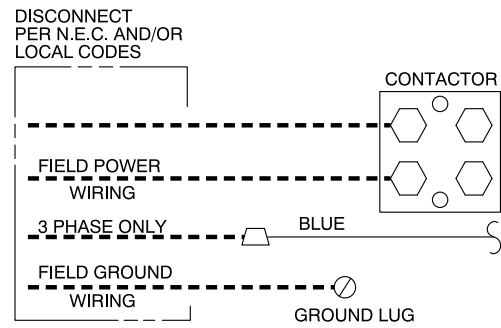 DISCONNECT
PER N.E.C. AND/OR
LOCAL CODES
CONTACTOR
FIELD POWER
WIRING
3 PHASE ONLY
BLUE
FIELD GROUND
WIRING
GROUND LUG